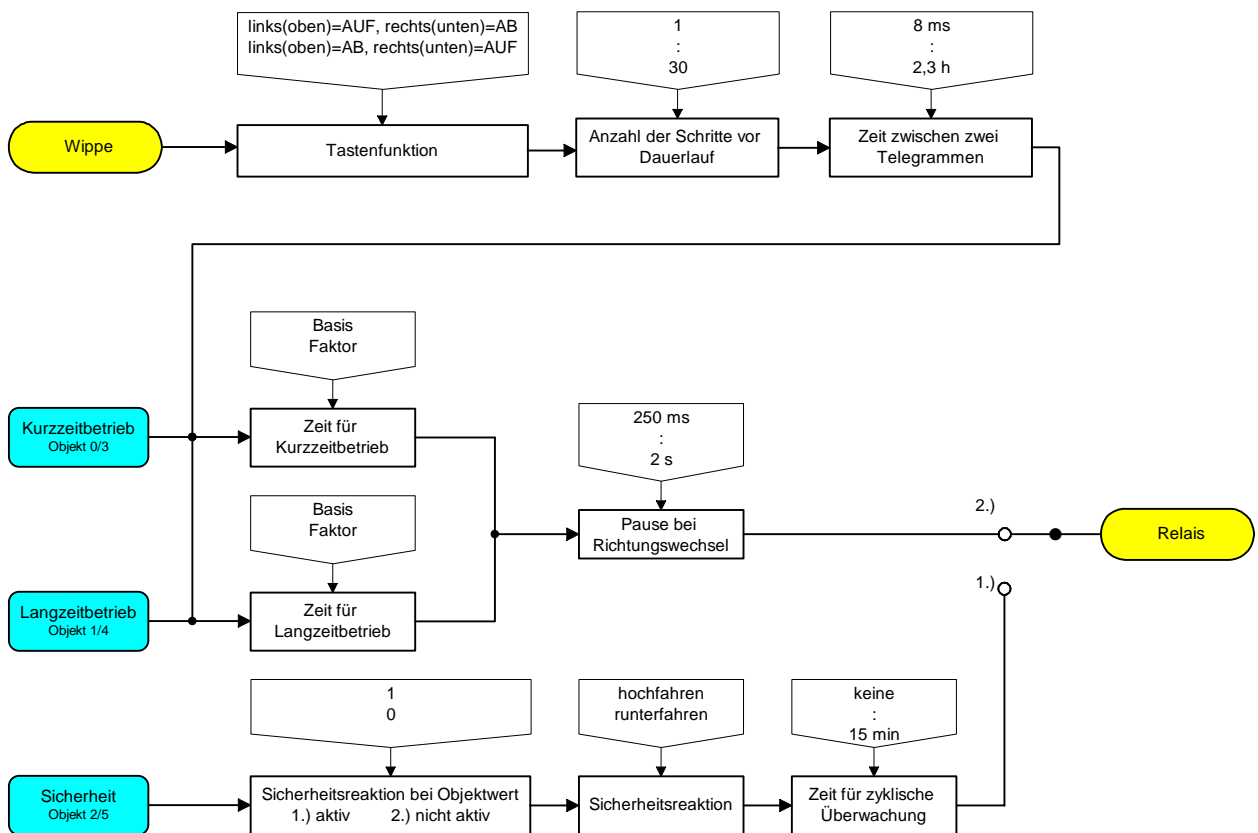 links(oben)=AUF, rechts(unten)=AB
links(oben)=AB, rechts(unten)=AUF
1
:
30
8 ms
:
2,3 h
Wippe
Tastenfunktion
Anzahl der Schritte vor
Dauerlauf
Zeit zwischen zwei
Telegrammen
Basis
Faktor
Kurzzeitbetrieb
Objekt 0/3
Zeit für
Kurzzeitbetrieb
250 ms
:
2 s
Basis
Faktor
Pause bei
Richtungswechsel
2.)
Relais
1.)
Langzeitbetrieb
Objekt 1/4
Zeit für
Langzeitbetrieb
1
0
hochfahren
runterfahren
keine
:
15 min
Sicherheit
Objekt 2/5
Sicherheitsreaktion bei Objektwert
1.) aktiv 2.) nicht aktiv
Sicherheitsreaktion
Zeit für zyklische
Überwachung